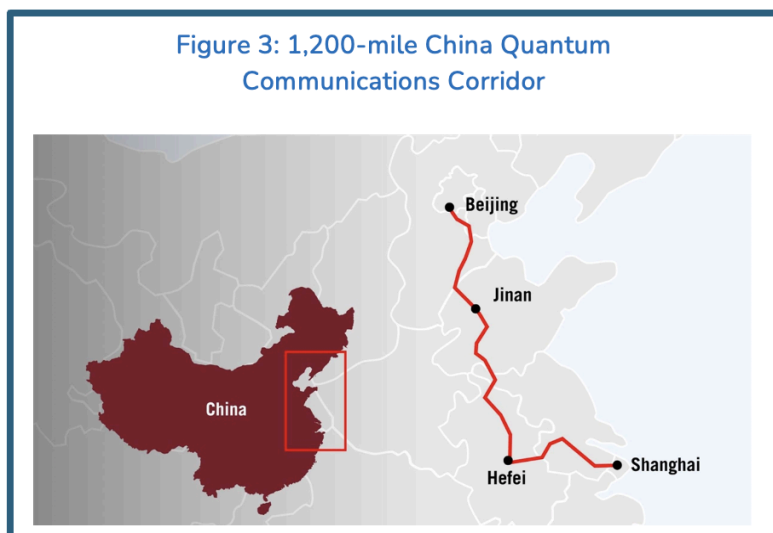 Figure 3: 1,200-mile China Quantum
Communications Corridor
Beijing
Jinan
China
Hefei
Shanghai